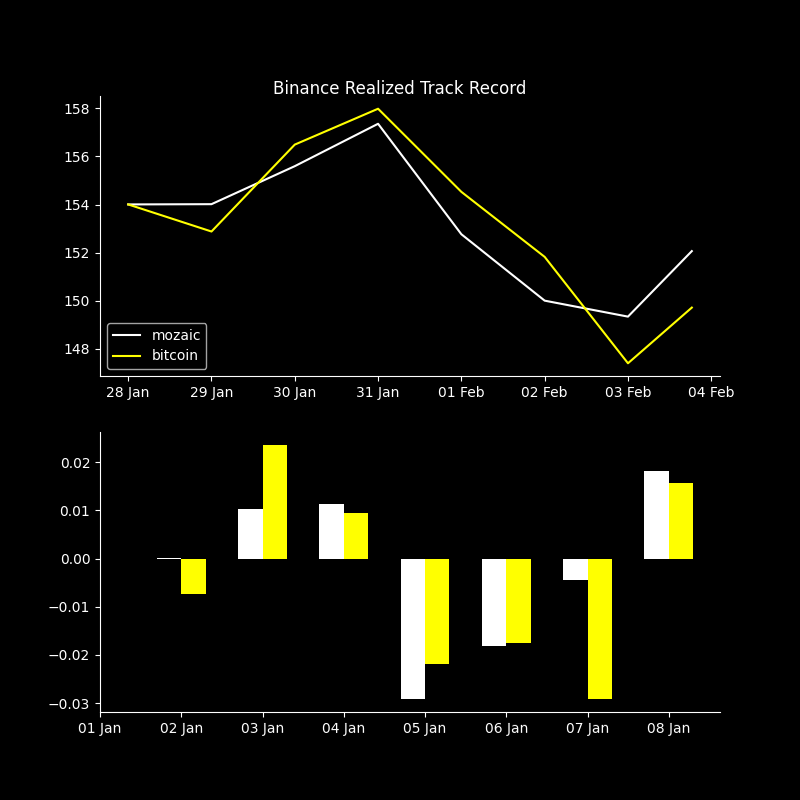 Binance Realized Track Record
158
156
154
152
150
148
mozaic
bitcoin
28 Jan 29 Jan 30 Jan 31 Jan 01 Feb 02 Feb 03 Feb 04 Feb
0.02
0.01
0.00
−0.01
−0.02
−0.03
01 Jan 02 Jan 03 Jan 04 Jan 05 Jan 06 Jan 07 Jan 08 Jan